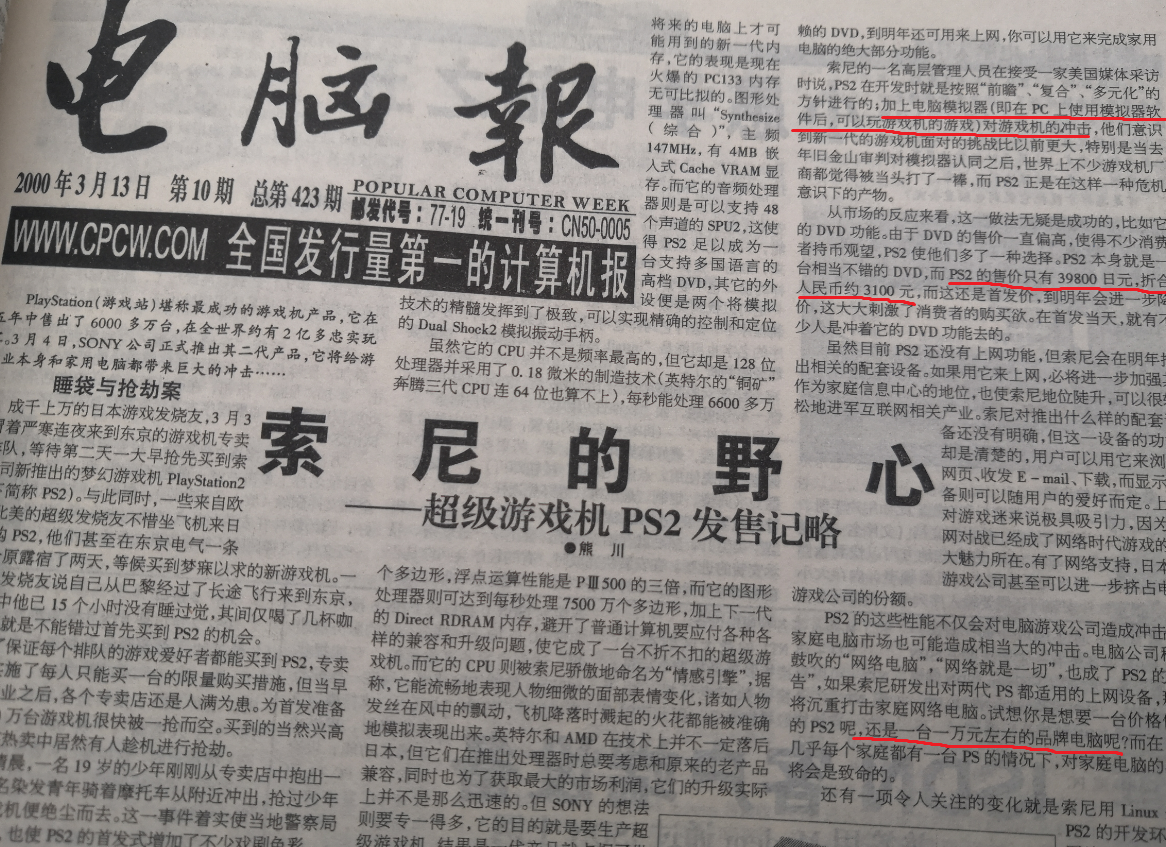 电脑報
2000年3月13日 第10期 总第423期
POPULAR COMPUTER WEEK
邮发代号：77-19 统一刊号：CN50-0005
WWW.CPCW.COM 全国发行量第一的计算机报
索尼的野心
——超级游戏机PS2发售记略
●熊 川
PlayStation（游戏站）堪称最成功的游戏机产品，它在
五年中售出了6000多万台，在全世界约有2亿多忠实玩
。3月4日，SONY公司正式推出其二代产品，它将给游
业本身和家用电脑都带来巨大的冲击……
睡袋与抢劫案
成千上万的日本游戏发烧友，3月3
冒着严寒连夜来到东京的游戏机专卖
队，等待第二天一大早抢先买到索
司新推出的梦幻游戏机PlayStation2
下简称PS2）。与此同时，一些来自欧
北美的超级发烧友不惜坐飞机来日
的PS2，他们甚至在东京电气一条
原露宿了两天，等候买到梦寐以求的新游戏机。一
发烧友说自己从巴黎经过了长途飞行来到东京，
中他已15个小时没有睡过觉，其间仅喝了几杯咖
就是不能错过首先买到PS2的机会。
了保证每个排队的游戏爱好者都能买到PS2，专卖
实施了每人只能买一台的限量购买措施，但当早
业之后，各个专卖店还是人满为患。为首发准备
万台游戏机很快被一抢而空。买到的当然兴高
热卖中居然有人趁机进行抢劫。
清晨，一名19岁的少年刚刚从专卖店中抱出一
名染发青年骑着摩托车从附近冲出，抢过少年
戏机便绝尘而去。这一事件着实使当地警察局
，也使PS2的首发式增加了不少戏剧色彩。
技术的精髓发挥到了极致，可以实现精确的控制和定位
的Dual Shock2模拟振动手柄。
虽然它的CPU并不是频率最高的，但它却是128位
处理器并采用了0.18微米的制造技术（英特尔的“铜矿”
奔腾三代CPU连64位也算不上），每秒能处理6600多万
个多边形，浮点运算性能是PⅢ500的三倍，而它的图形
处理器则可达到每秒处理7500万个多边形，加上下一代
的Direct RDRAM内存，避开了普通计算机要应付各种各
样的兼容和升级问题，使它成了一台不折不扣的超级游
戏机。而它的CPU则被索尼骄傲地命名为“情感引擎”，据
称，它能流畅地表现人物细微的面部表情变化，诸如人物
发丝在风中的飘动，飞机降落时溅起的火花都能被准确
地模拟表现出来。英特尔和AMD在技术上并不一定落后
日本，但它们在推出处理器时总要考虑和原来的老产品
兼容，同时也为了获取最大的市场利润，它们的升级实际
上并不是那么迅速的。但SONY的想法
则要专一得多，它的目的就是要生产超
级游戏机，结果是一代产品就占据了世
将来的电脑上才可
能用到的新一代内
存，它的表现是现在
火爆的PC133内存
无可比拟的。图形处
理器叫“Synthesize
（综合）”，主频
147MHz，有4MB嵌
人式Cache VRAM显
存。而它的音频处理
器则是可以支持48
个声道的SPU2，这使
得PS2足以成为一
台支持多国语言的
高档DVD，其它的外
设便是两个将模拟
赖的DVD，到明年还可用来上网，你可以用它来完成家用
电脑的绝大部分功能。
索尼的一名高层管理人员在接受一家美国媒体采访
时说，PS2在开发时就是按照“前瞻”、“复合”、“多元化”的
方针进行的；加上电脑模拟器（即在PC上使用模拟器软
件后，可以玩游戏机的游戏）对游戏机的冲击，他们意识
到新一代的游戏机面对的挑战比以前更大，特别是当去
年旧金山审判对模拟器认同之后，世界上不少游戏机厂
商都觉得被当头打了一棒，而PS2正是在这样一种危机
意识下的产物。
从市场的反应来看，这一做法无疑是成功的，比如它
的DVD功能。由于DVD的售价一直偏高，使得不少消费
者持币观望，PS2使他们多了一种选择。PS2本身就是一
台相当不错的DVD，而PS2的售价只有39800日元，折合
人民币约3100元，而这还是首发价，到明年会进一步降
价，这大大刺激了消费者的购买欲。在首发当天，就有不
少人是冲着它的DVD功能去的。
虽然目前PS2还没有上网功能，但索尼会在明年推
出相关的配套设备。如果用它来上网，必将进一步加强其
作为家庭信息中心的地位，也使索尼地位陡升，可以很轻
松地进军互联网相关产业。索尼对推出什么样的配套
备还没有明确，但这一设备的功
却是清楚的，用户可以用它来浏
网页、收发E-mail、下载，而显示
备则可以随用户的爱好而定。上
对游戏迷来说极具吸引力，因为
网对战已经成了网络时代游戏的
大魅力所在。有了网络支持，日本
游戏公司甚至可以进一步挤占电
游戏公司的份额。
PS2的这些性能不仅会对电脑游戏公司造成冲击
家庭电脑市场也可能造成相当大的冲击。电脑公司
鼓吹的“网络电脑”，“网络就是一切”，也成了PS2的
告”，如果索尼研发出对两代PS都适用的上网设备，
将沉重打击家庭网络电脑。试想你是想要一台价格
的PS2呢，还是一台一万元左右的品牌电脑呢？而在
几乎每个家庭都有一台PS的情况下，对家庭电脑的
将会是致命的。
还有一项令人关注的变化就是索尼用Linux
PS2的开发环